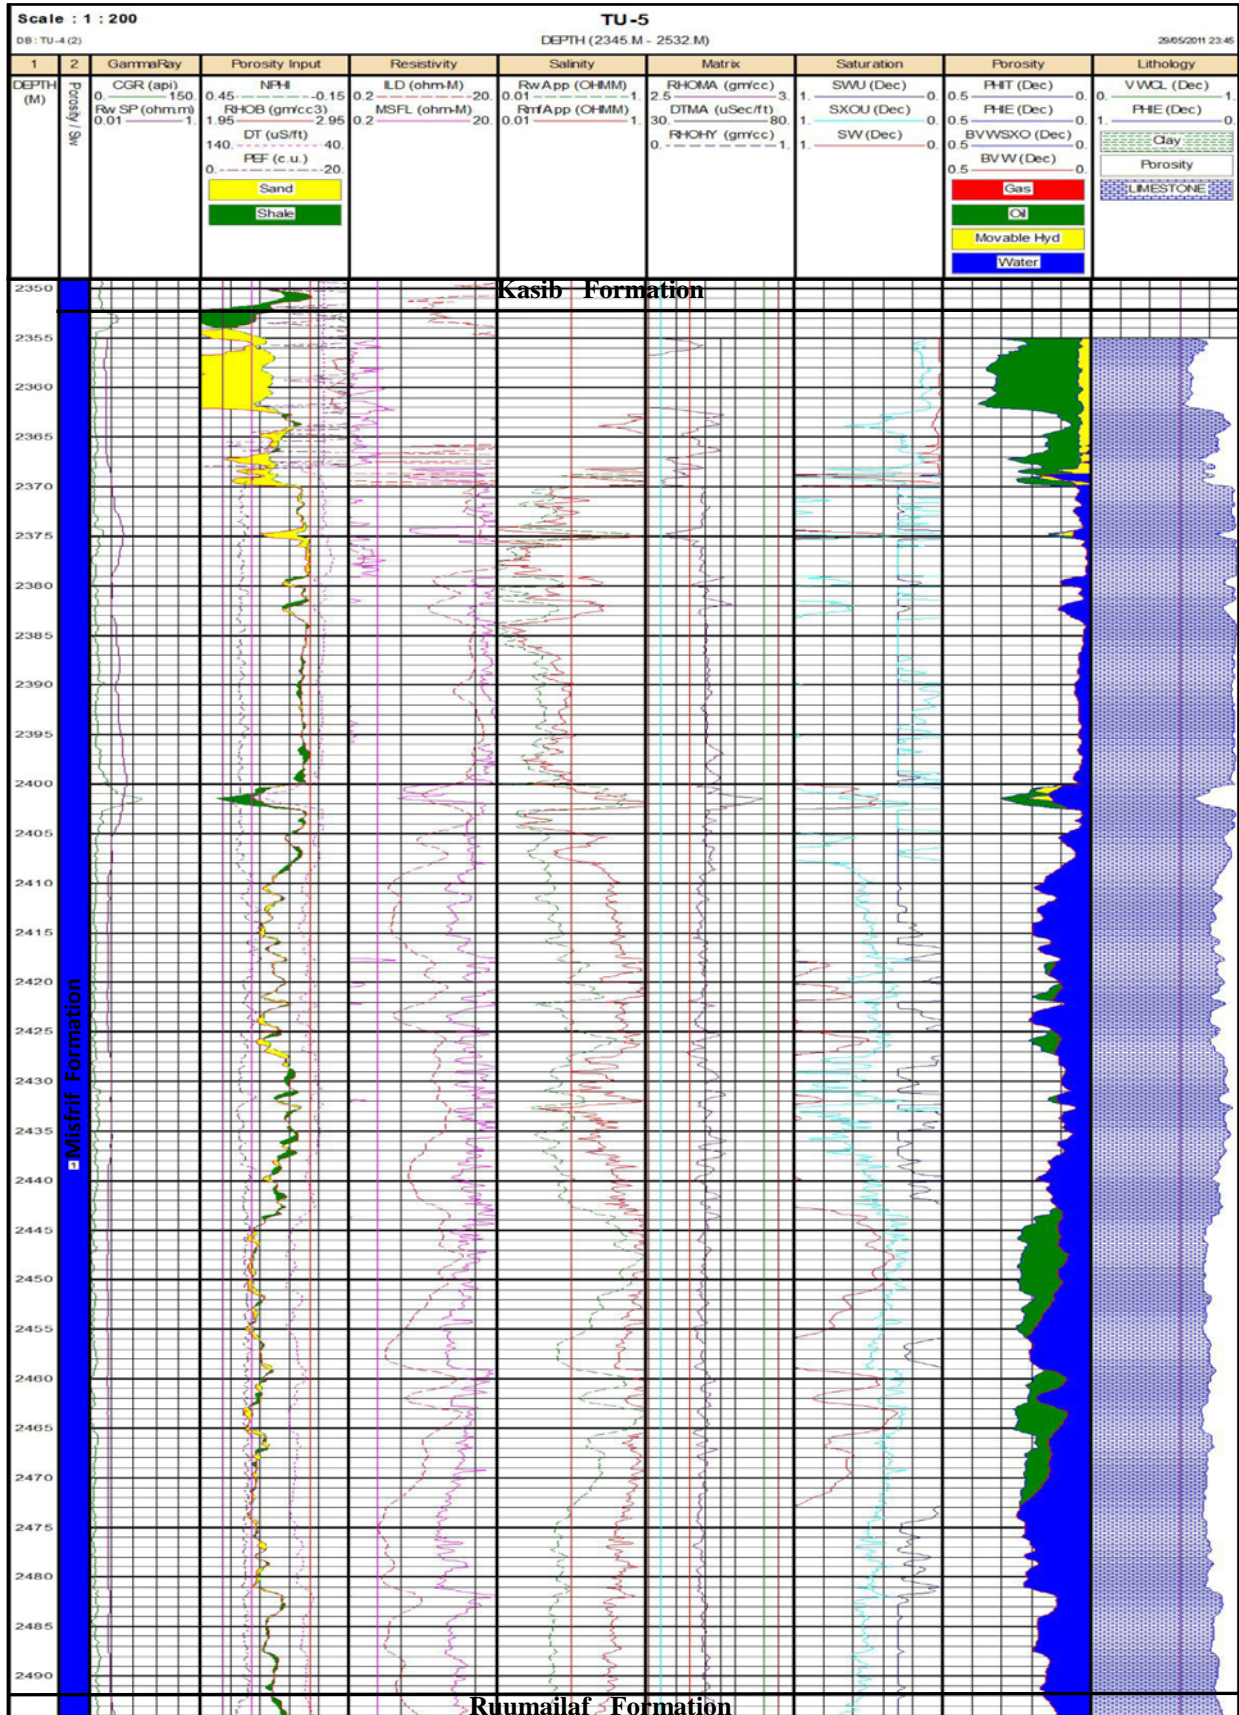 Scale : 1 : 200
TU-5
DB : TU-4 (2)
DEPTH (2345.M - 2532.M)
29/05/2011 23:45
1 2 GammaRay Porosity Input Resistivity Salinity Matrix Saturation Porosity Lithology
DEPTH (M)
Porosity / Sw
CGR (api)
0. 150.
Rw SP (ohm.m)
0.01 1.
NPHI
0.45 -0.15
RHOB (gm/cc3)
1.95 2.95
DT (uS/ft)
140. 40.
PEF (c.u.)
0. 20.
Sand
Shale
ILD (ohm-M)
0.2 20.
MSFL (ohm-M)
0.2 20.
Rw App (OHMM)
0.01 1.
Rmf App (OHMM)
0.01 1.
RHOMA (gm/cc)
2.5 3.
DTMA (uSec/ft)
30. 80.
RHOHY (gm/cc)
0. 1.
SWU (Dec)
1. 0.
SXOU (Dec)
1. 0.
SW (Dec)
1. 0.
PHIT (Dec)
0.5 0.
PHIE (Dec)
0.5 0.
BVWSXO (Dec)
0.5 0.
BVW (Dec)
0.5 0.
Gas
Oil
Movable Hyd
Water
VWCL (Dec)
0. 1.
PHIE (Dec)
1. 0.
Clay
Porosity
LIMESTONE
Kasib Formation
2350
2355
2360
2365
2370
2375
2380
2385
2390
2395
2400
2405
2410
2415
2420
2425
2430
2435
2440
2445
2450
2455
2460
2465
2470
2475
2480
2485
2490
1
Misfrif Formation
Ruumailaf Formation